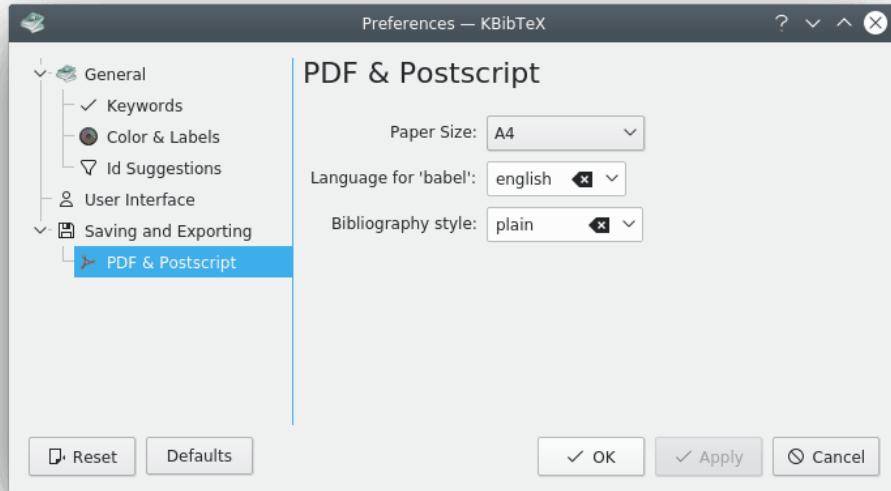 Preferences — KBibTeX
?
General
Keywords
Color & Labels
Id Suggestions
User Interface
Saving and Exporting
PDF & Postscript
PDF & Postscript
Paper Size: A4
Language for 'babel': english
Bibliography style: plain
Reset Defaults OK Apply Cancel